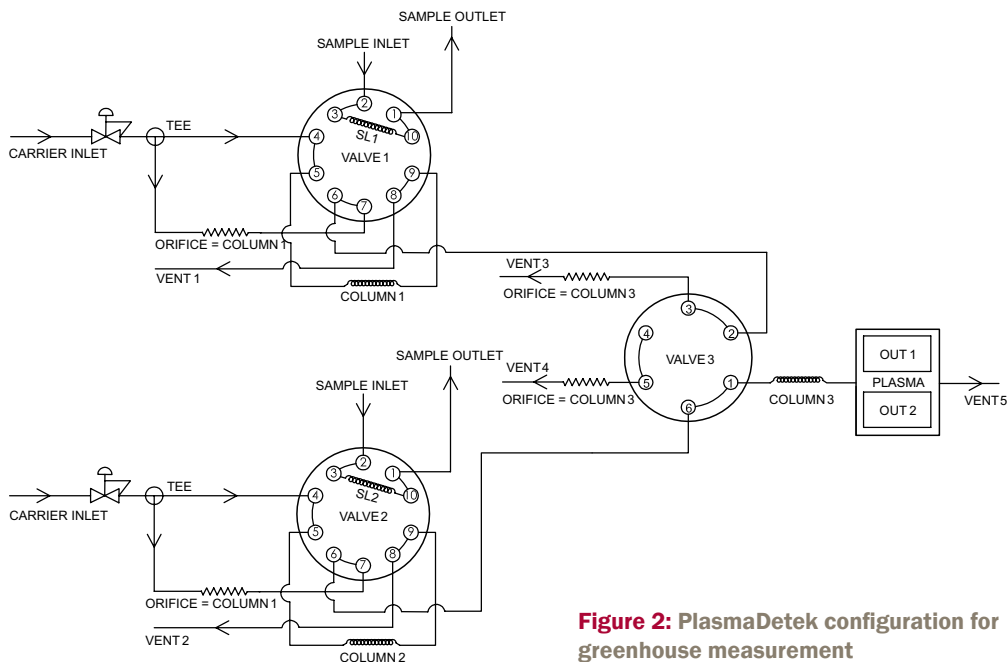 SAMPLE OUTLET
SAMPLE INLET
2
3
1
SL1
10
TEE
4
VALVE 1
CARRIER INLET
5
9
6
7
8
ORIFICE = COLUMN 1
VENT 1
COLUMN 1
VENT 3
ORIFICE = COLUMN 3
3
4
2
VALVE 3
OUT 1
SAMPLE OUTLET
VENT4
5
1
PLASMA
ORIFICE = COLUMN 3
COLUMN 3
VENT5
6
OUT 2
SAMPLE INLET
2
3
1
SL2
10
TEE
4
VALVE 2
CARRIER INLET
5
9
6
7
8
ORIFICE = COLUMN 1
VENT 2
COLUMN 2
Figure 2: PlasmaDetek configuration for
greenhouse measurement